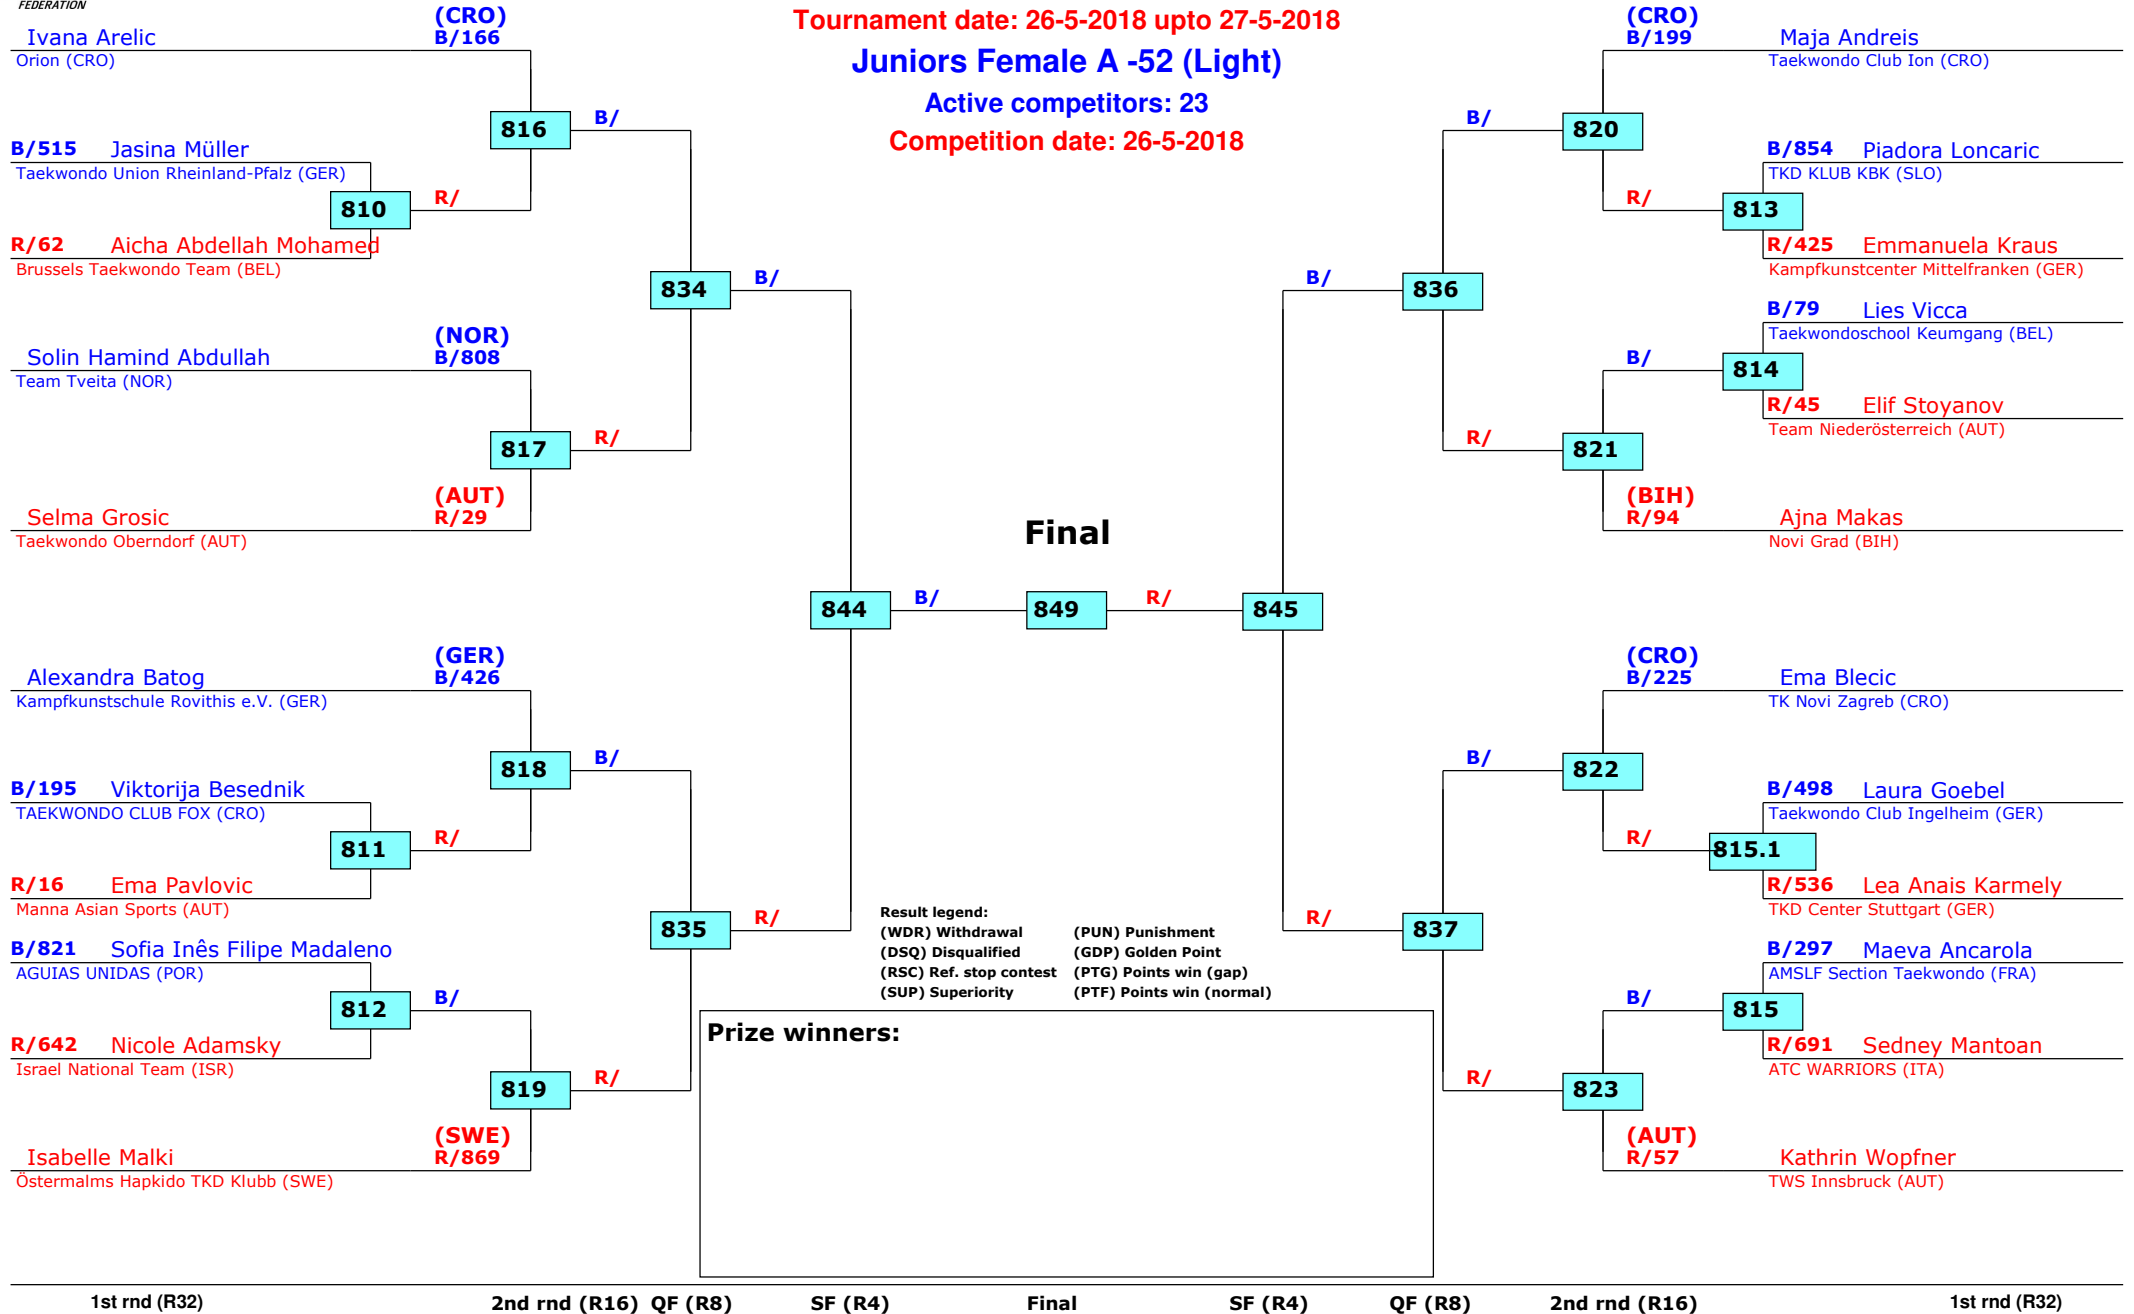 FEDERATION
Tournament date: 26-5-2018 upto 27-5-2018
Juniors Female A -52 (Light)
Active competitors: 23
Competition date: 26-5-2018
(CRO)
Ivana Arelic B/166
Orion (CRO)
816
B/
B/515 Jasina Müller
Taekwondo Union Rheinland-Pfalz (GER)
810
R/
R/62 Aicha Abdellah Mohamed
Brussels Taekwondo Team (BEL)
834
B/
(NOR)
Solin Hamind Abdullah B/808
Team Tveita (NOR)
817
R/
(AUT)
Selma Grosic R/29
Taekwondo Oberndorf (AUT)
844
B/
(GER)
Alexandra Batog B/426
Kampfkunstschule Rovithis e.V. (GER)
818
B/
B/195 Viktorija Besednik
TAEKWONDO CLUB FOX (CRO)
811
R/
R/16 Ema Pavlovic
Manna Asian Sports (AUT)
835
R/
B/821 Sofia Inês Filipe Madaleno
AGUIAS UNIDAS (POR)
812
B/
R/642 Nicole Adamsky
Israel National Team (ISR)
819
R/
(SWE)
Isabelle Malki R/869
Östermalms Hapkido TKD Klubb (SWE)
Final
849
R/
845
(CRO)
B/199 Maja Andreis
Taekwondo Club Ion (CRO)
B/
820
B/854 Piadora Loncaric
TKD KLUB KBK (SLO)
R/
813
R/425 Emmanuela Kraus
Kampfkunstcenter Mittelfranken (GER)
B/
836
B/79 Lies Vicca
Taekwondoschool Keumgang (BEL)
B/
814
R/45 Elif Stoyanov
Team Niederösterreich (AUT)
R/
821
(BIH)
R/94 Ajna Makas
Novi Grad (BIH)
(CRO)
B/225 Ema Blecic
TK Novi Zagreb (CRO)
B/
822
B/498 Laura Goebel
Taekwondo Club Ingelheim (GER)
R/
815.1
R/536 Lea Anais Karmely
TKD Center Stuttgart (GER)
R/
837
B/297 Maeva Ancarola
AMSLF Section Taekwondo (FRA)
B/
815
R/691 Sedney Mantoan
ATC WARRIORS (ITA)
R/
823
(AUT)
R/57 Kathrin Wopfner
TWS Innsbruck (AUT)
Result legend:
(WDR) Withdrawal (PUN) Punishment
(DSQ) Disqualified (GDP) Golden Point
(RSC) Ref. stop contest (PTG) Points win (gap)
(SUP) Superiority (PTF) Points win (normal)
Prize winners:
1st rnd (R32) 2nd rnd (R16) QF (R8) SF (R4) Final SF (R4) QF (R8) 2nd rnd (R16) 1st rnd (R32)